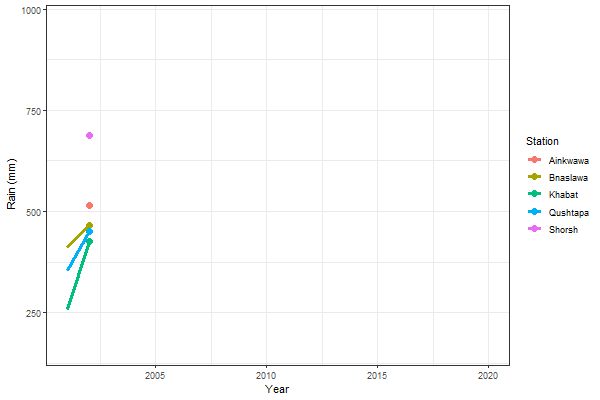 1000
750
500
250
Rain (mm)
2005
2010
2015
2020
Year
Station
Ainkwawa
Bnaslawa
Khabat
Qushtapa
Shorsh